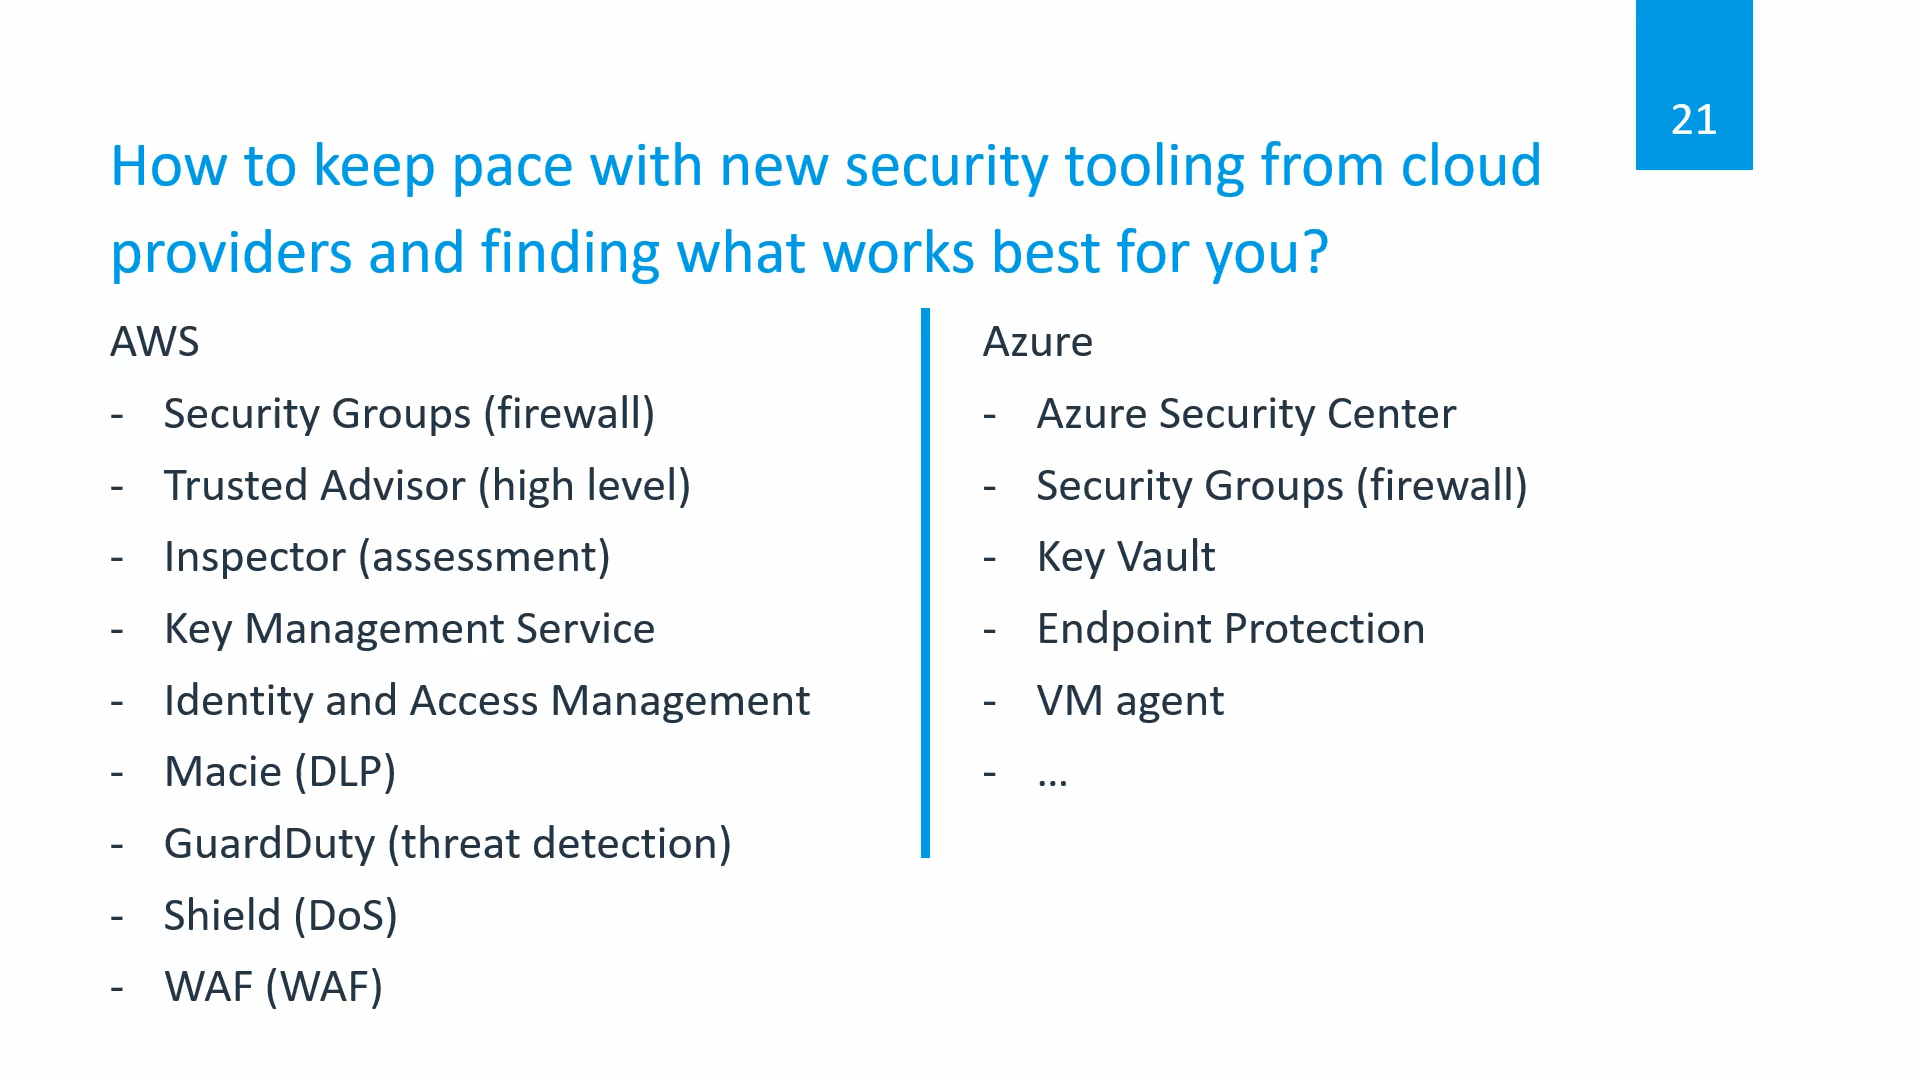 21
How to keep pace with new security tooling from cloud
providers and finding what works best for you?
AWS
- Security Groups (firewall)
- Trusted Advisor (high level)
- Inspector (assessment)
- Key Management Service
- Identity and Access Management
- Macie (DLP)
- GuardDuty (threat detection)
- Shield (DoS)
- WAF (WAF)
Azure
- Azure Security Center
- Security Groups (firewall)
- Key Vault
- Endpoint Protection
- VM agent
- ...